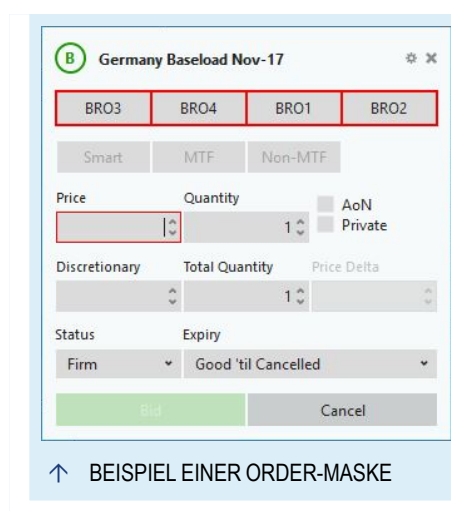 B Germany Baseload Nov-17
BRO3 BRO4 BRO1 BRO2
Smart MTF Non-MTF
Price Quantity AoN
1 Private
Discretionary Total Quantity Price Delta
1
Status Expiry
Firm Good 'til Cancelled
Bid Cancel
↑ BEISPIEL EINER ORDER-MASKE